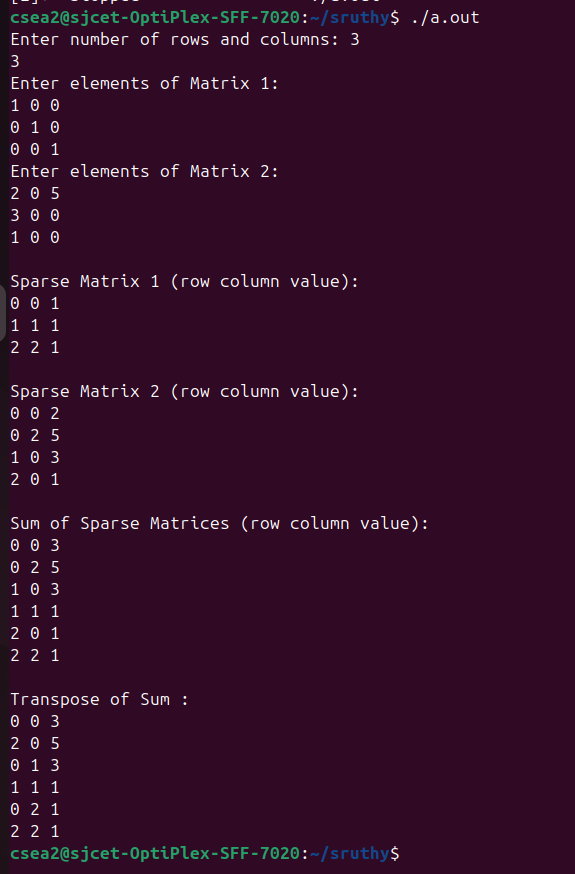 csea2@sjcet-OptiPlex-SFF-7020:~/sruthy$ ./a.out
Enter number of rows and columns: 3
3
Enter elements of Matrix 1:
1 0 0
0 1 0
0 0 1
Enter elements of Matrix 2:
2 0 5
3 0 0
1 0 0
Sparse Matrix 1 (row column value):
0 0 1
1 1 1
2 2 1
Sparse Matrix 2 (row column value):
0 0 2
0 2 5
1 0 3
2 0 1
Sum of Sparse Matrices (row column value):
0 0 3
0 2 5
1 0 3
1 1 1
2 0 1
2 2 1
Transpose of Sum :
0 0 3
2 0 5
0 1 3
1 1 1
0 2 1
2 2 1
csea2@sjcet-OptiPlex-SFF-7020:~/sruthy$